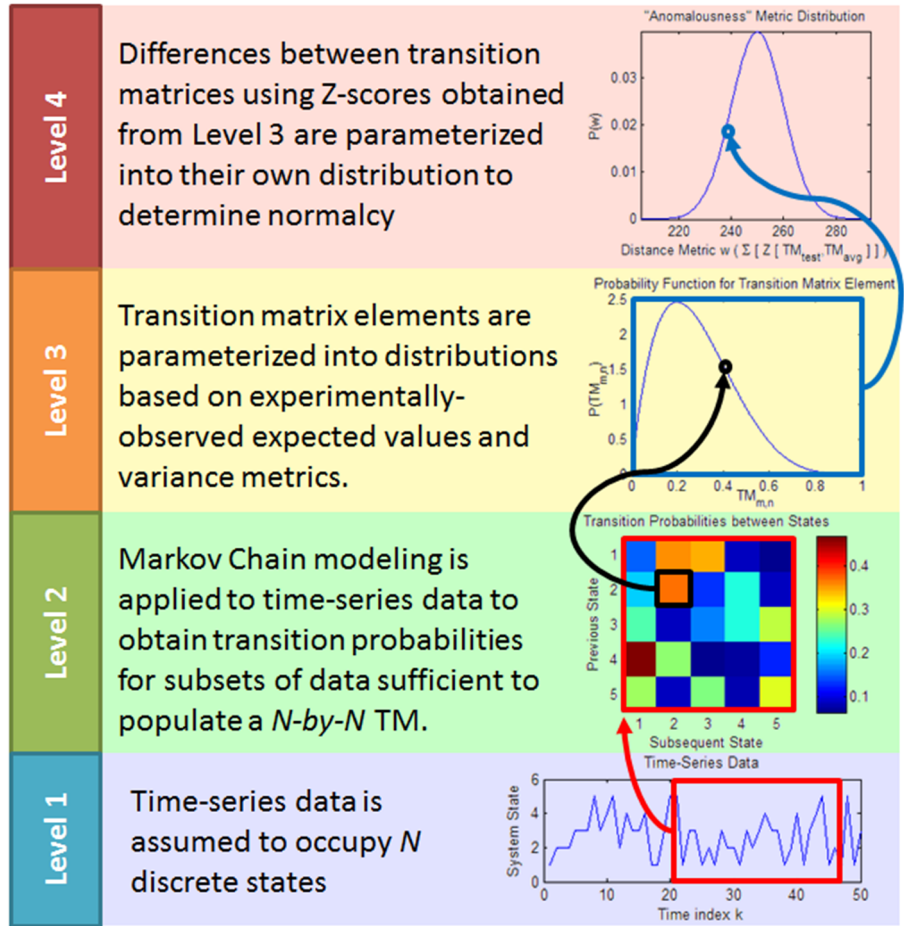 Level 4
Differences between transition
matrices using Z-scores obtained
from Level 3 are parameterized
into their own distribution to
determine normalcy
"Anomalousness" Metric Distribution
P(w)
0.03
0.02
0.01
0
220 240 260 280
Distance Metric w ( Σ [ Z [ TM_test, TM_avg ] ] )
Level 3
Transition matrix elements are
parameterized into distributions
based on experimentally-
observed expected values and
variance metrics.
Probability Function for Transition Matrix Element
P(TM_m,n)
2.5
2
1.5
1
0.5
0
0 0.2 0.4 0.6 0.8 1
TM_m,n
Level 2
Markov Chain modeling is
applied to time-series data to
obtain transition probabilities
for subsets of data sufficient to
populate a N-by-N TM.
Transition Probabilities between States
Previous State
1
2
3
4
5
1 2 3 4 5
Subsequent State
0.4
0.3
0.2
0.1
Level 1
Time-series data is
assumed to occupy N
discrete states
Time-Series Data
System State
6
4
2
0
0 10 20 30 40 50
Time index k